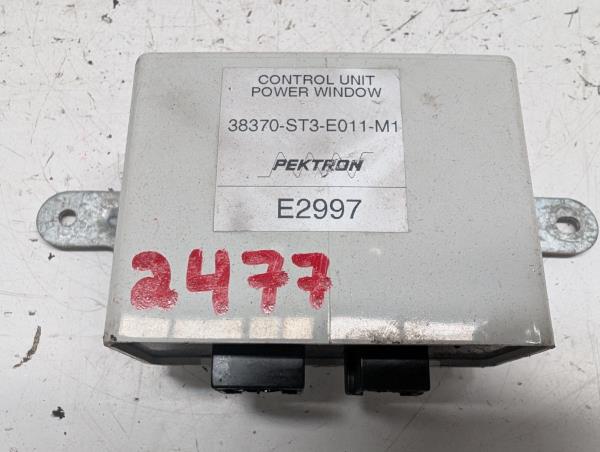 CONTROL UNIT
POWER WINDOW
38370-ST3-E011-M1
PEKTRON
E2997
2477